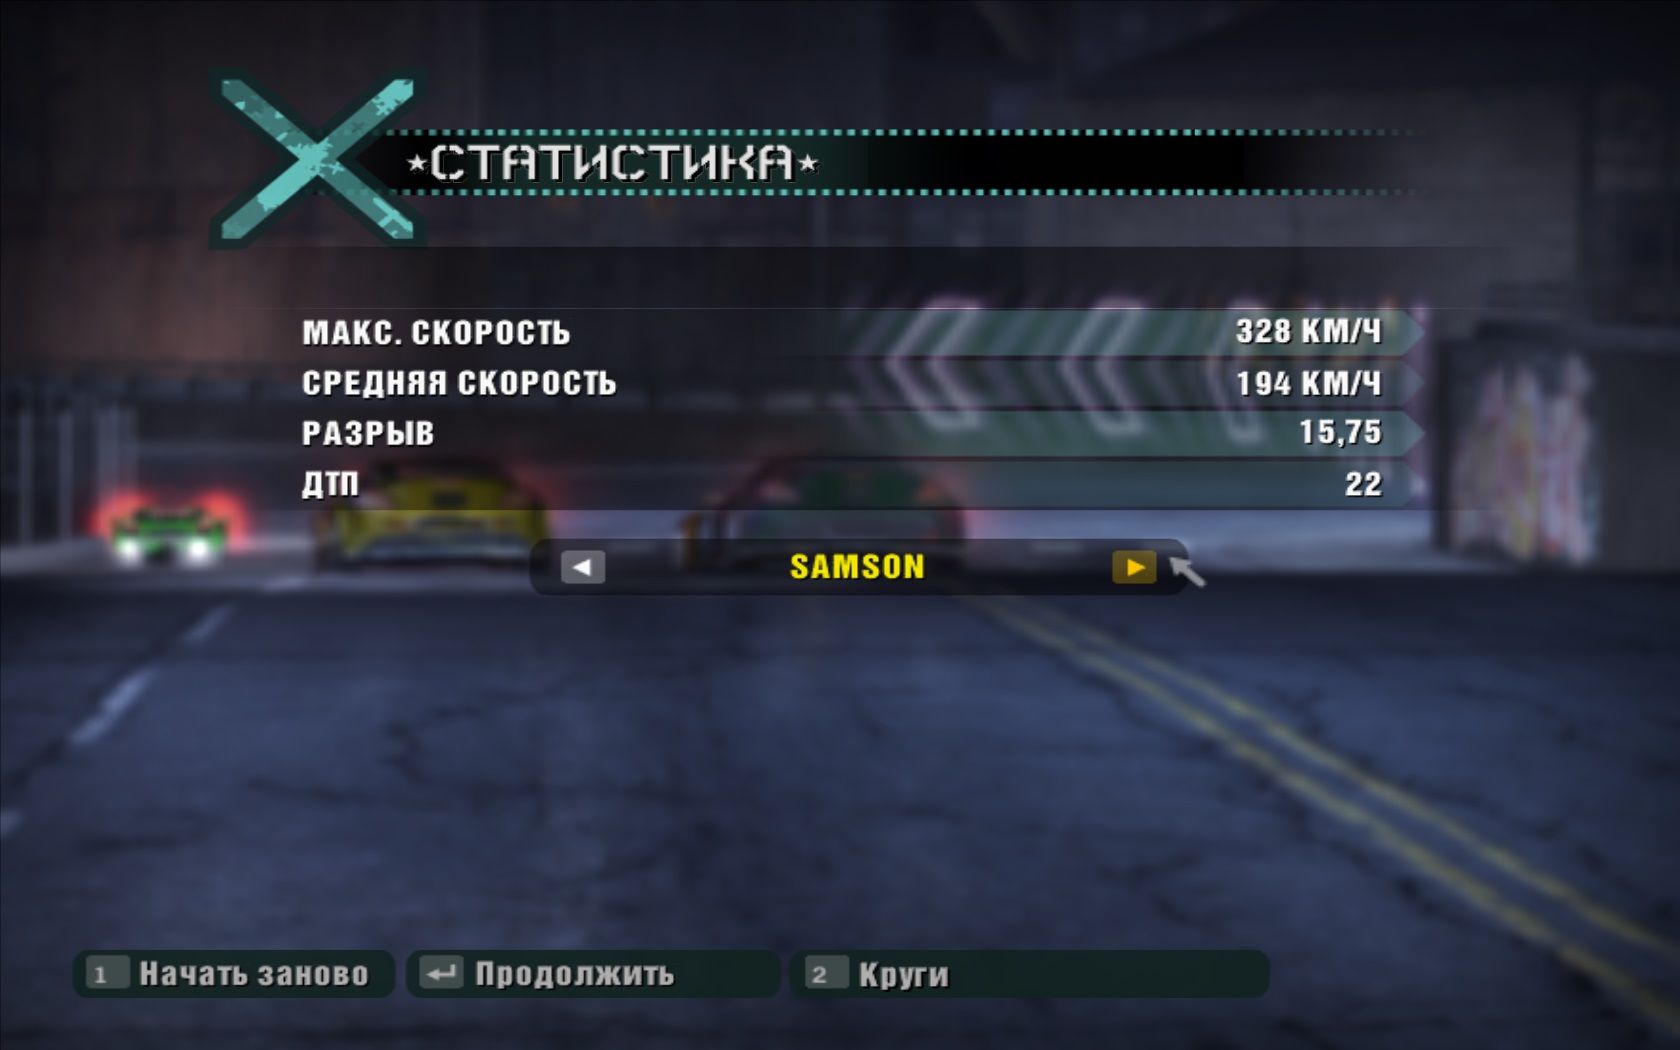 ★СТАТИСТИКА★
МАКС. СКОРОСТЬ 328 КМ/Ч
СРЕДНЯЯ СКОРОСТЬ 194 КМ/Ч
РАЗРЫВ 15,75
ДТП 22
SAMSON
1 Начать заново Продолжить 2 Круги